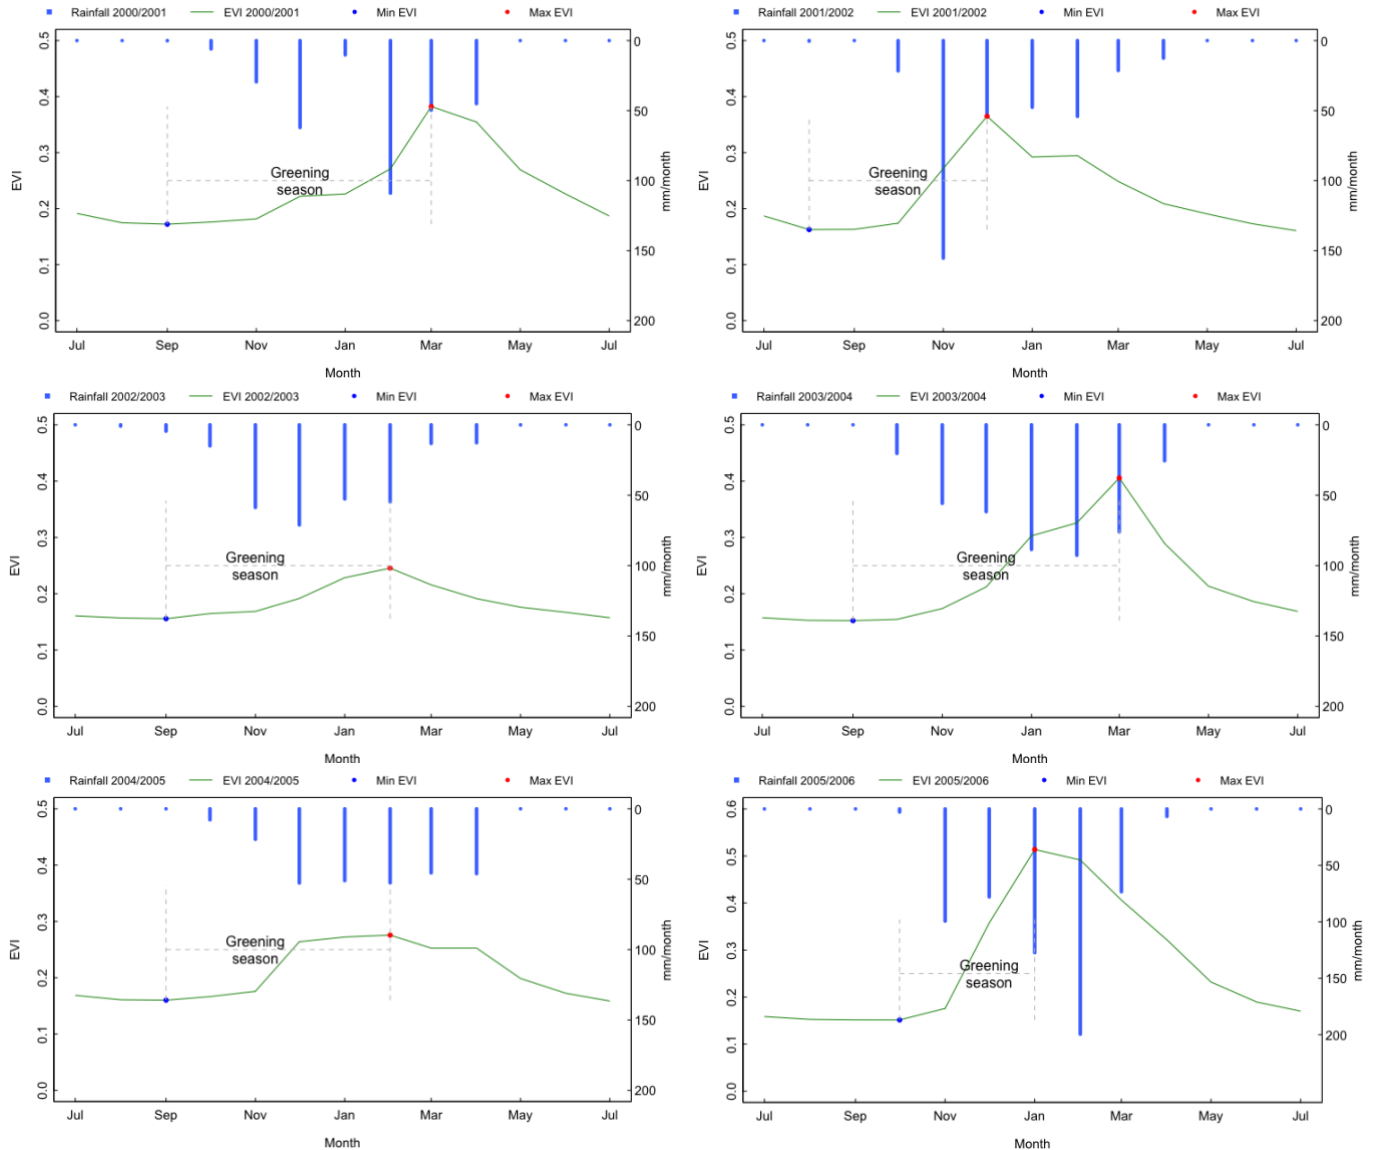 Rainfall 2000/2001 EVI 2000/2001 Min EVI Max EVI
0.5 0.4 0.3 0.2 0.1 0.0
EVI
0 50 100 150 200
mm/month
Greening
season
Jul Sep Nov Jan Mar May Jul
Month
Rainfall 2001/2002 EVI 2001/2002 Min EVI Max EVI
0.5 0.4 0.3 0.2 0.1 0.0
EVI
0 50 100 150 200
mm/month
Greening
season
Jul Sep Nov Jan Mar May Jul
Month
Rainfall 2002/2003 EVI 2002/2003 Min EVI Max EVI
0.5 0.4 0.3 0.2 0.1 0.0
EVI
0 50 100 150 200
mm/month
Greening
season
Jul Sep Nov Jan Mar May Jul
Month
Rainfall 2003/2004 EVI 2003/2004 Min EVI Max EVI
0.5 0.4 0.3 0.2 0.1 0.0
EVI
0 50 100 150 200
mm/month
Greening
season
Jul Sep Nov Jan Mar May Jul
Month
Rainfall 2004/2005 EVI 2004/2005 Min EVI Max EVI
0.5 0.4 0.3 0.2 0.1 0.0
EVI
0 50 100 150 200
mm/month
Greening
season
Jul Sep Nov Jan Mar May Jul
Month
Rainfall 2005/2006 EVI 2005/2006 Min EVI Max EVI
0.6 0.5 0.4 0.3 0.2 0.1 0.0
EVI
0 50 100 150 200
mm/month
Greening
season
Jul Sep Nov Jan Mar May Jul
Month